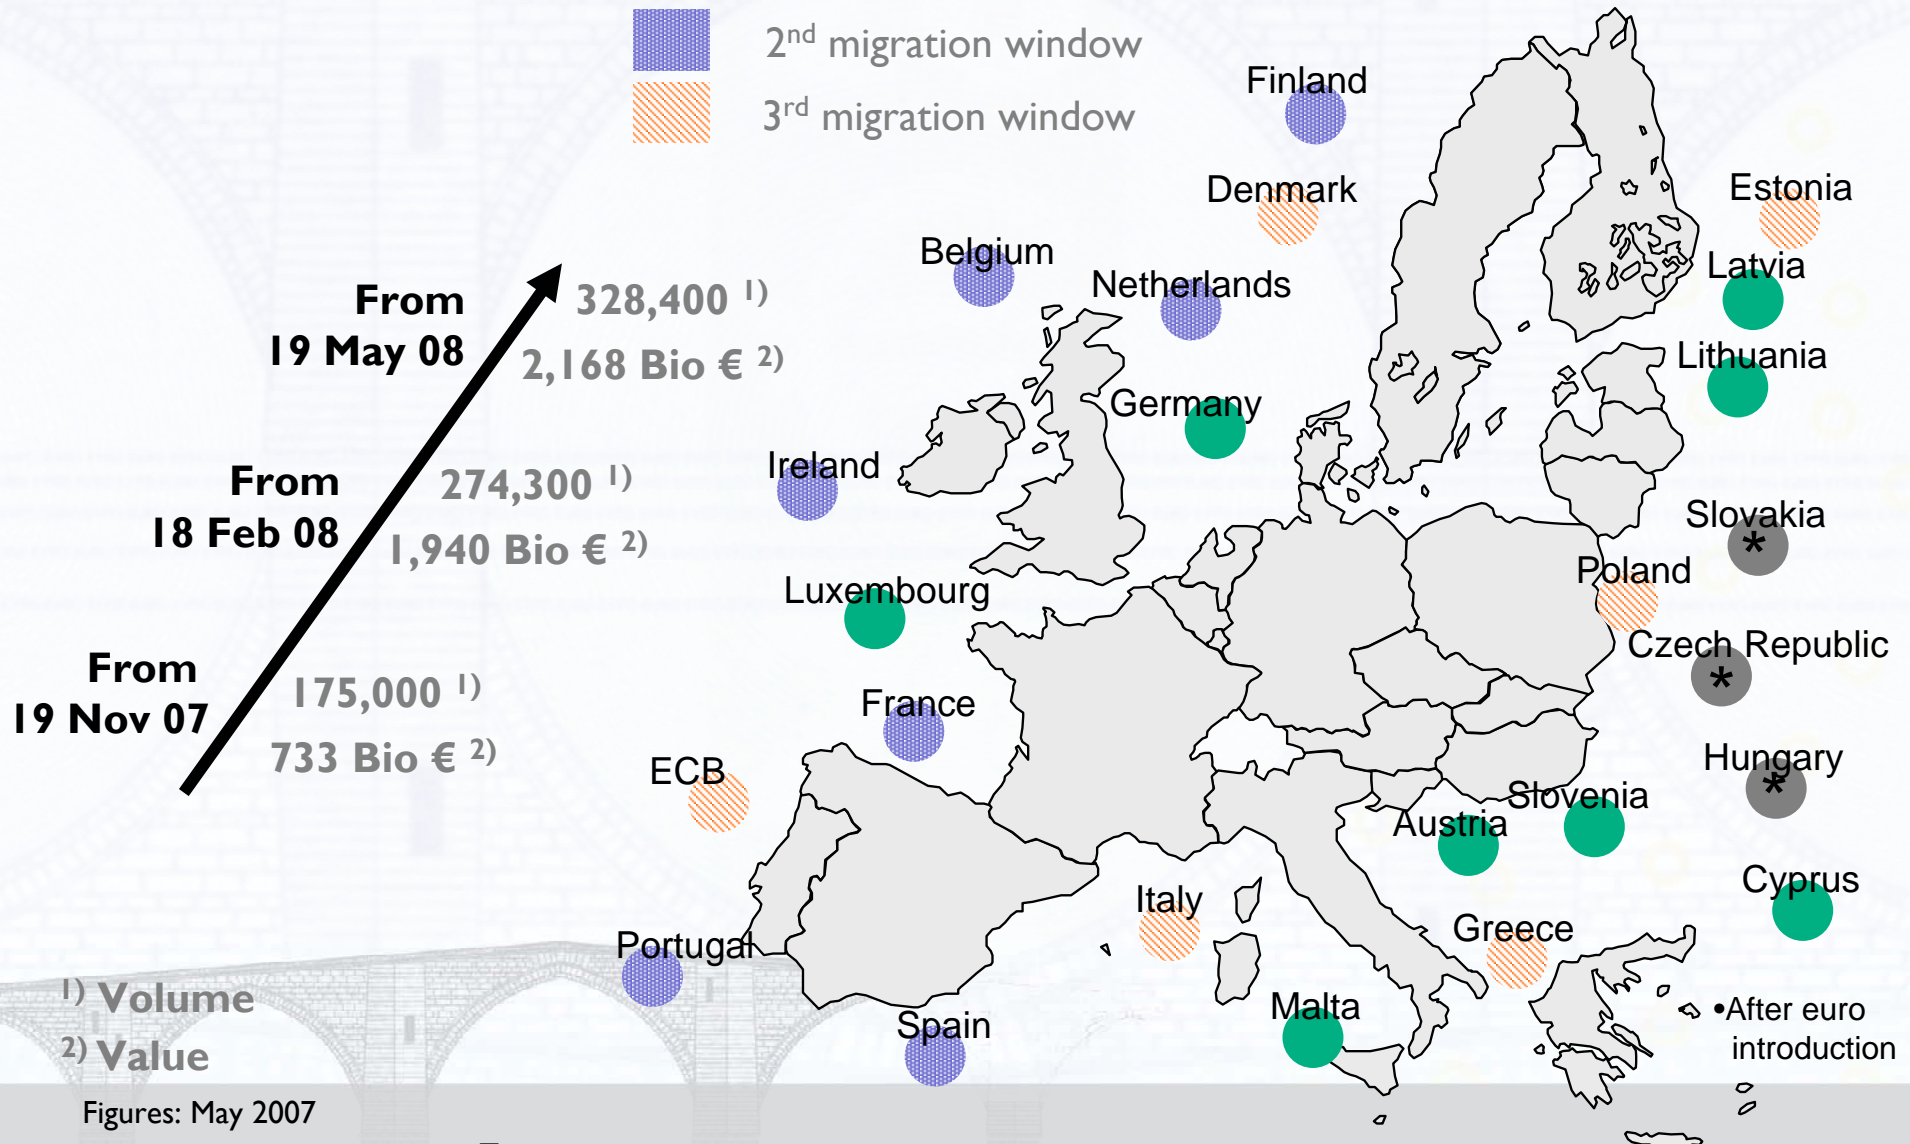 2nd migration window
3rd migration window
Finland
Denmark
Estonia
Belgium
Netherlands
Latvia
From
19 May 08
328,400 1)
2,168 Bio € 2)
Lithuania
Germany
Ireland
From
18 Feb 08
274,300 1)
1,940 Bio € 2)
Slovakia
*
Poland
Luxembourg
Czech Republic
*
From
19 Nov 07
175,000 1)
733 Bio € 2)
France
ECB
Hungary
*
Slovenia
Austria
Cyprus
Italy
Greece
Portugal
Malta
Spain
•After euro
introduction
1) Volume
2) Value
Figures: May 2007